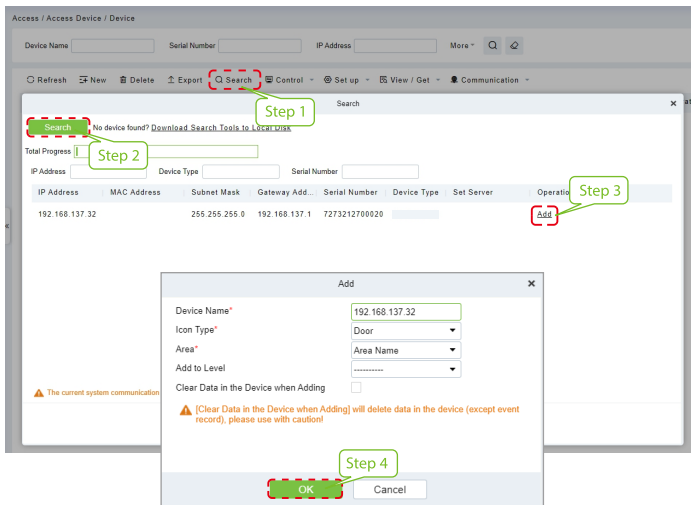 Access / Access Device / Device
Device Name Serial Number IP Address More
Refresh New Delete Export Search Control Set up View / Get Communication
Step 1
Search
Search No device found? Download Search Tools to Local Disk
Step 2
Total Progress
IP Address Device Type Serial Number
IP Address MAC Address Subnet Mask Gateway Add... Serial Number Device Type Set Server Operatio
Step 3
192.168.137.32 255.255.255.0 192.168.137.1 7273212700020 Add
Add
Device Name* 192.168.137.32
Icon Type* Door
Area* Area Name
Add to Level ----------
Clear Data in the Device when Adding
[Clear Data in the Device when Adding] will delete data in the device (except event
record), please use with caution!
The current system communication
Step 4
OK Cancel